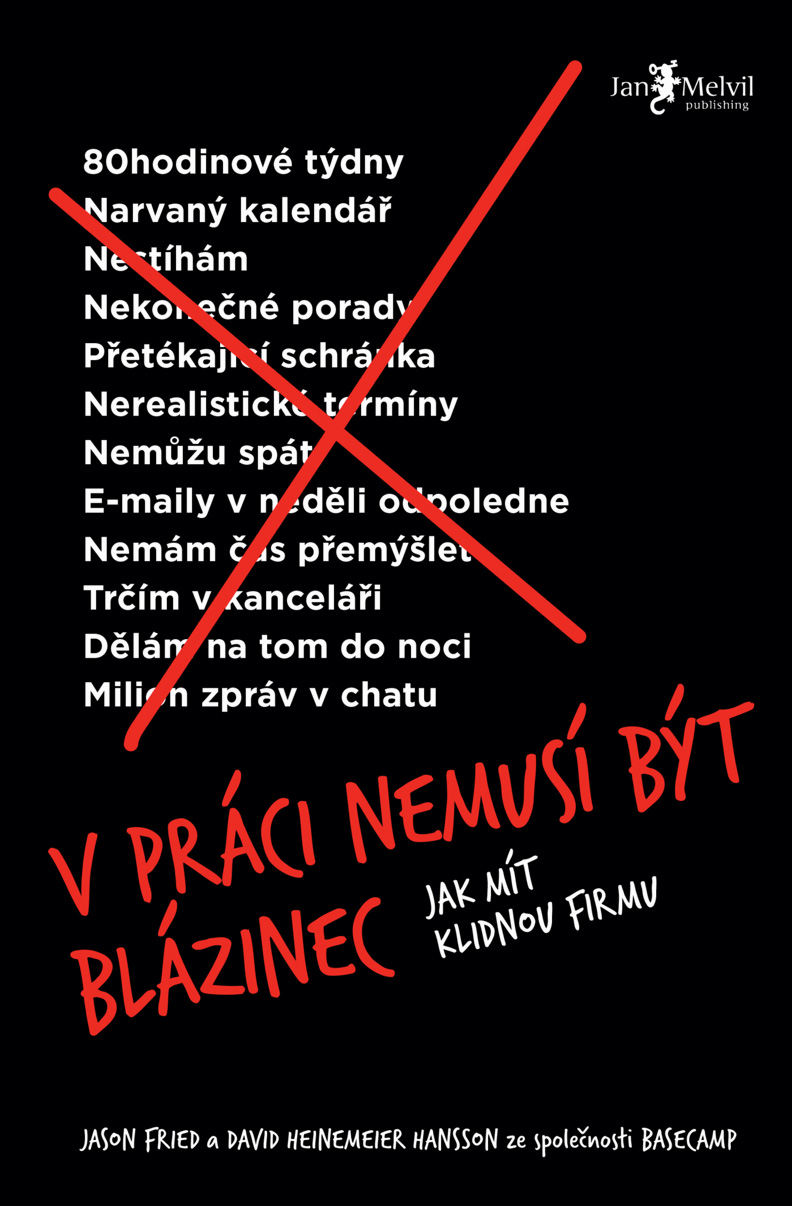 Jan Melvil
publishing
80hodinové týdny
Narvaný kalendář
Nestíhám
Nekonečné porady
Přetékající schránka
Nerealistické termíny
Nemůžu spát
E-maily v neděli odpoledne
Nemám čas přemýšlet
Trčím v kanceláři
Dělám na tom do noci
Milion zpráv v chatu
V PRÁCI NEMUSÍ BÝT
BLÁZINEC
JAK MÍT
KLIDNOU FIRMU
JASON FRIED a DAVID HEINEMEIER HANSSON ze společnosti BASECAMP